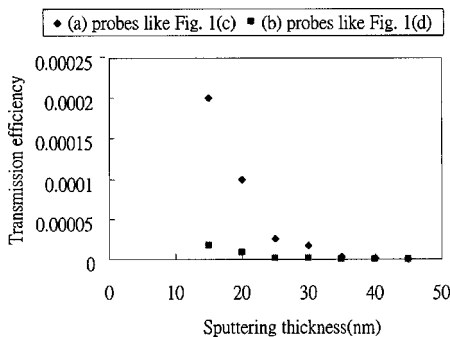 ◆ (a) probes like Fig. 1(c) ■ (b) probes like Fig. 1(d)
Transmission efficiency
0.00025
0.0002
0.00015
0.0001
0.00005
0
0 10 20 30 40 50
Sputtering thickness(nm)